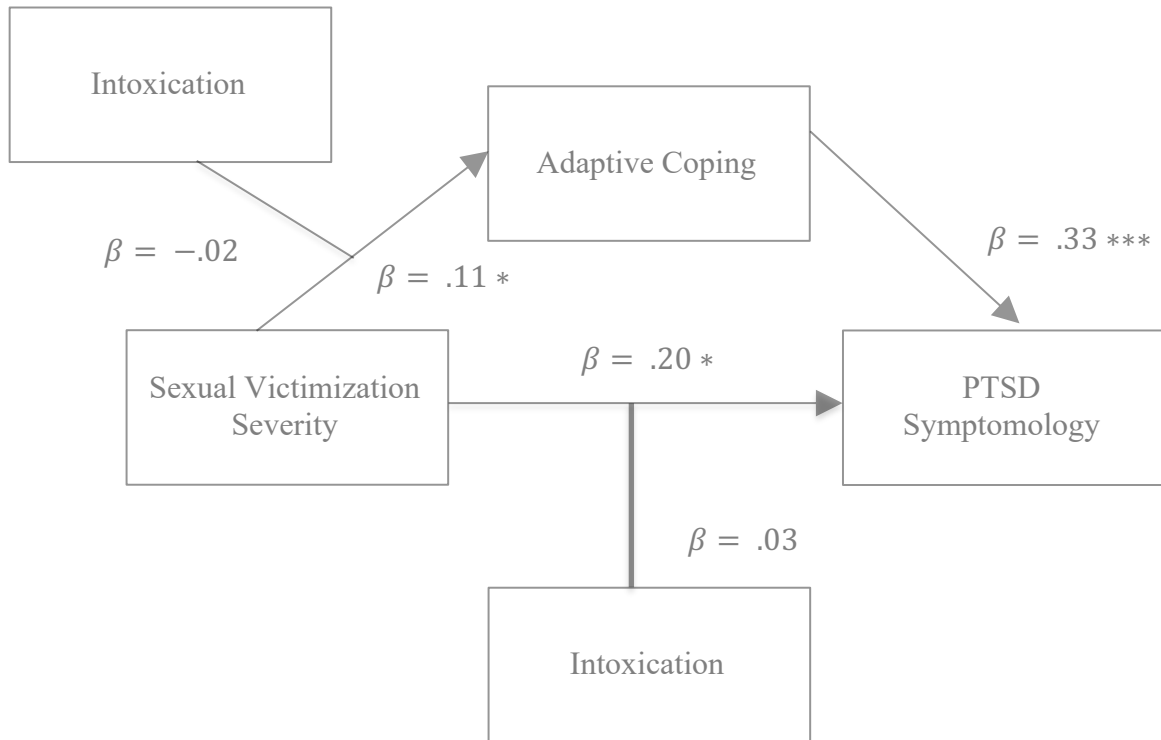 Intoxication
Adaptive Coping
β = −.02
β = .11 *
β = .33 ***
Sexual Victimization
Severity
β = .20 *
PTSD
Symptomology
β = .03
Intoxication